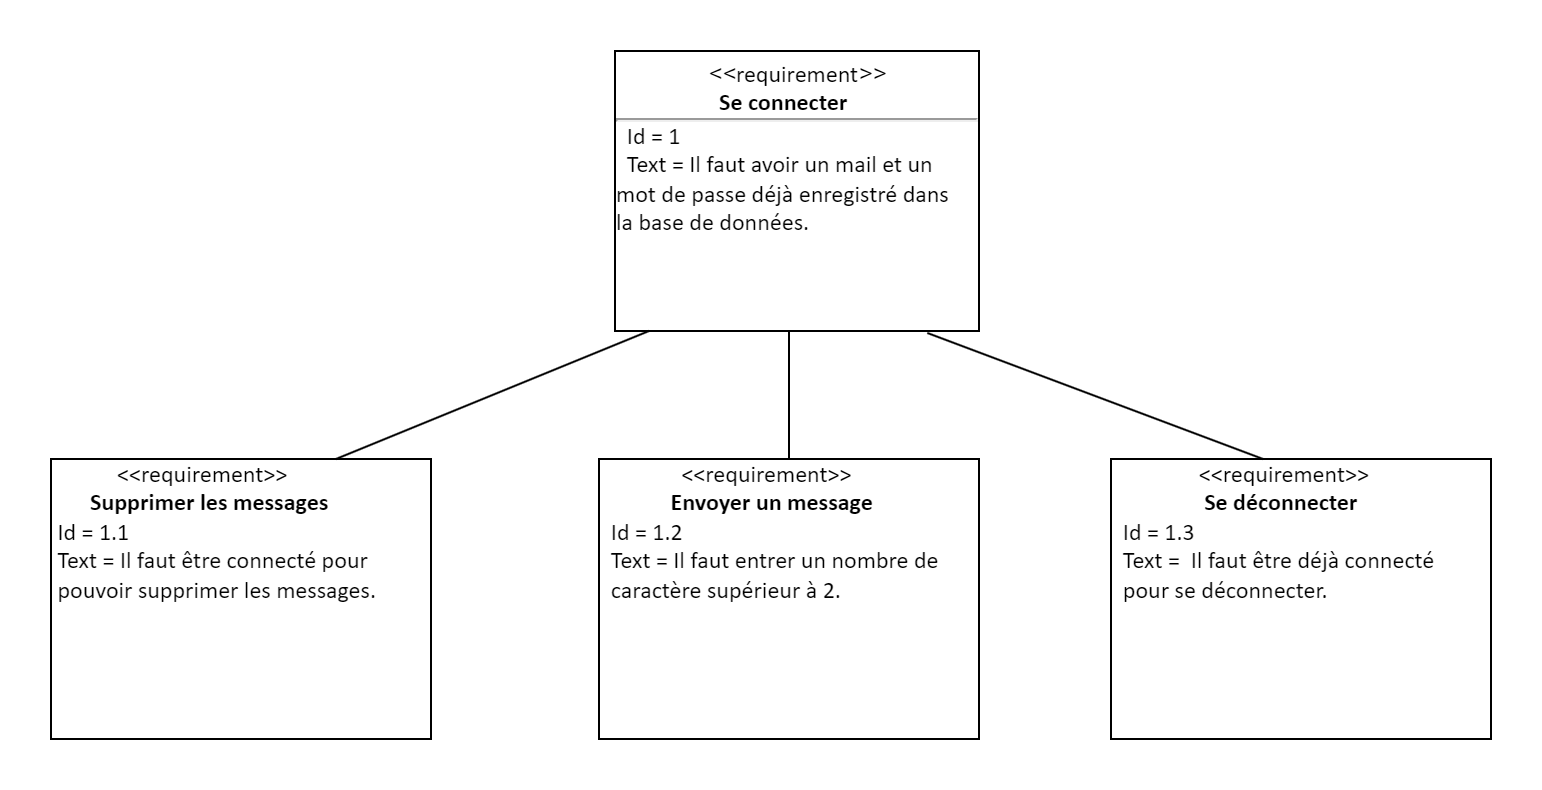 <<requirement>>
Se connecter
Id = 1
Text = Il faut avoir un mail et un
mot de passe déjà enregistré dans
la base de données.
<<requirement>>
Supprimer les messages
Id = 1.1
Text = Il faut être connecté pour
pouvoir supprimer les messages.
<<requirement>>
Envoyer un message
Id = 1.2
Text = Il faut entrer un nombre de
caractère supérieur à 2.
<<requirement>>
Se déconnecter
Id = 1.3
Text =  Il faut être déjà connecté
pour se déconnecter.